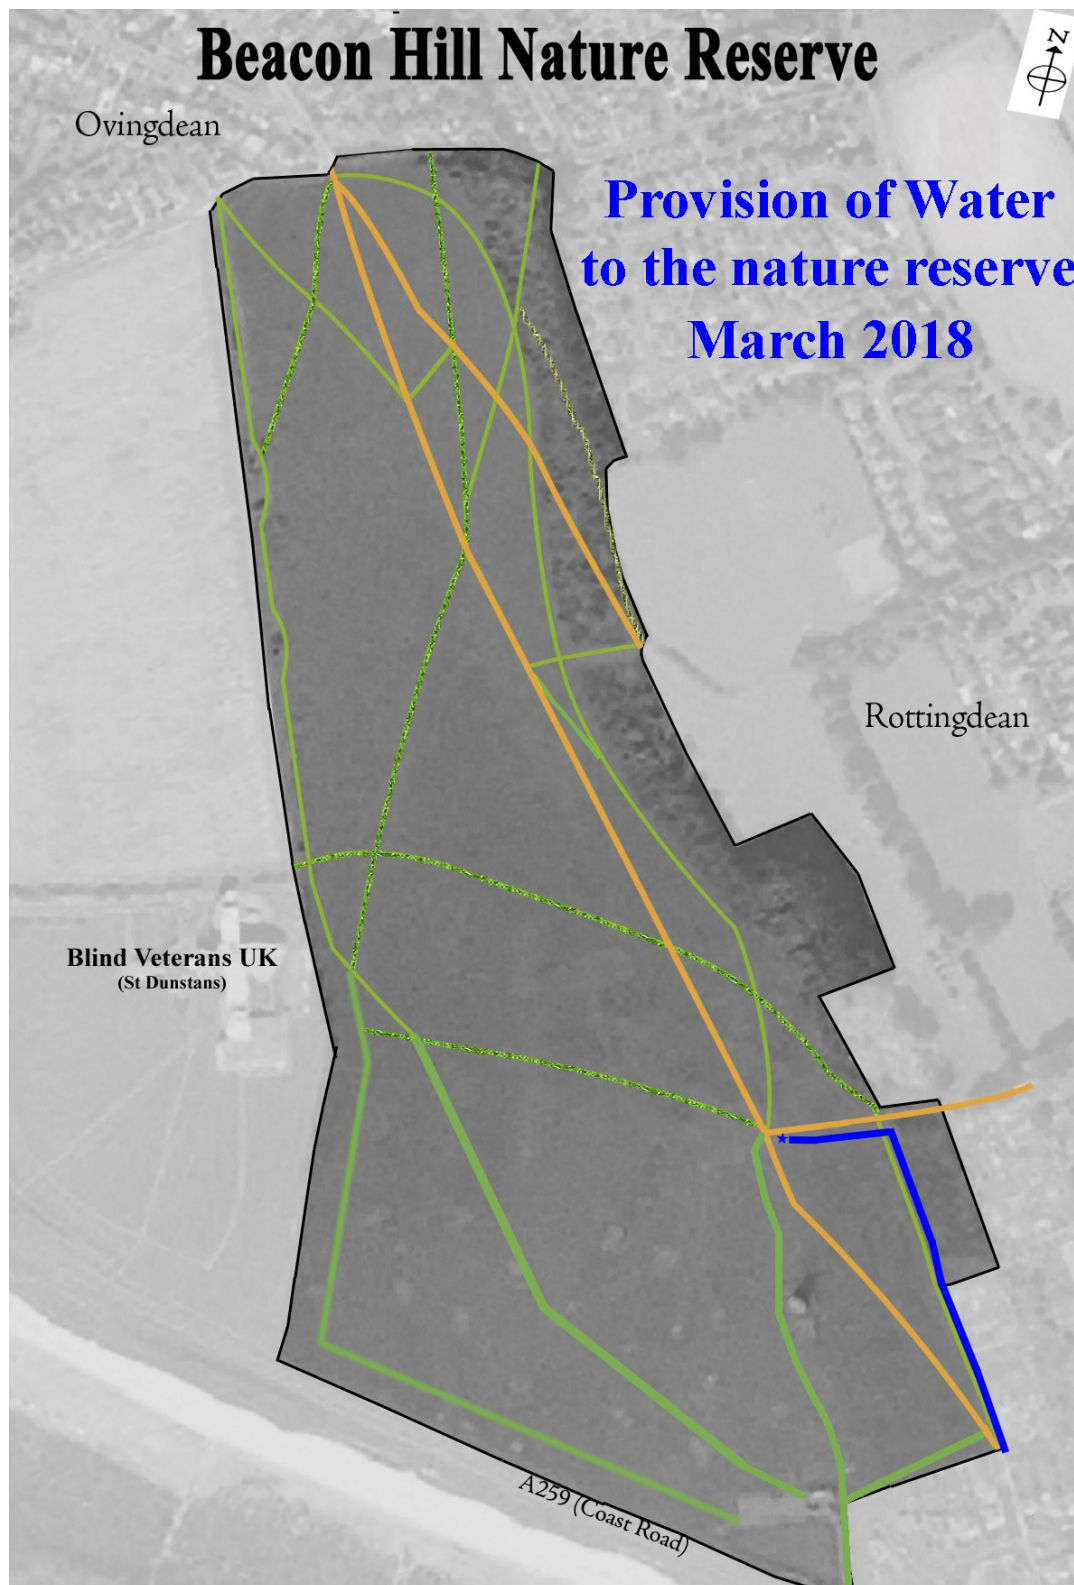 Beacon Hill Nature Reserve
N
Ovingdean
Provision of Water
to the nature reserve
March 2018
Rottingdean
Blind Veterans UK
(St Dunstans)
A259 (Coast Road)